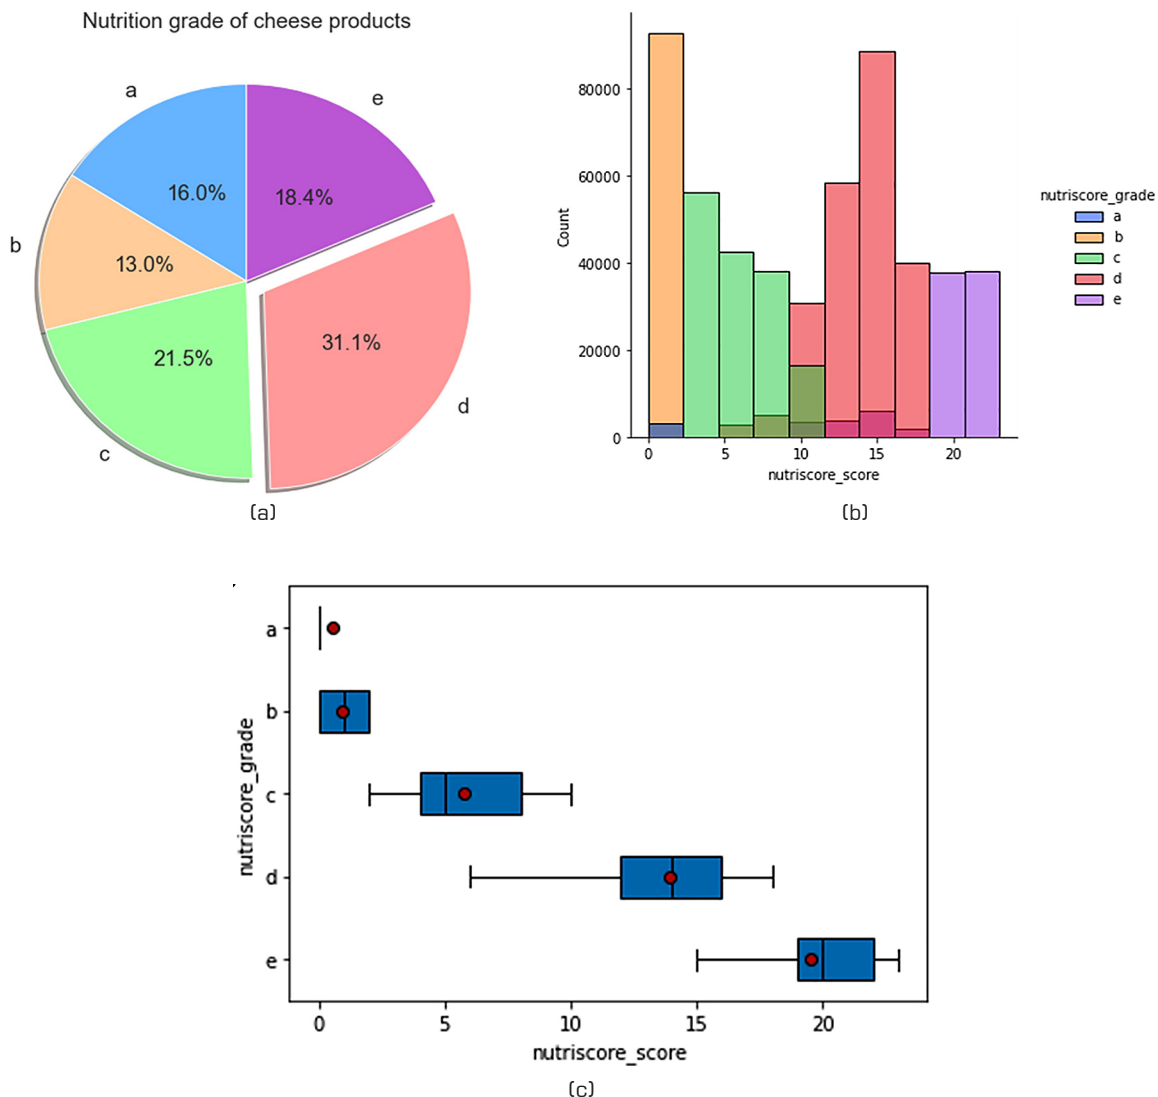 Nutrition grade of cheese products
a
e
16.0%
18.4%
b
13.0%
31.1%
21.5%
d
c
(a)
80000
60000
40000
20000
0
Count
0 5 10 15 20
nutriscore_score
nutriscore_grade
a
b
c
d
e
(b)
a
b
c
d
e
nutriscore_grade
0 5 10 15 20
nutriscore_score
(c)